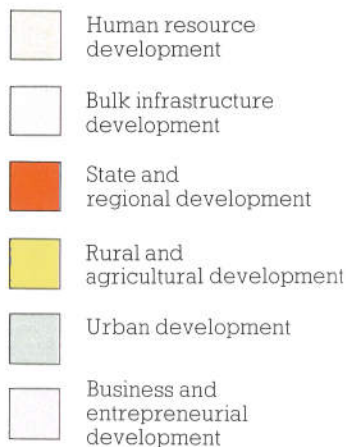 Human resource
development
Bulk infrastructure
development
State and
regional development
Rural and
agricultural development
Urban development
Business and
entrepreneurial
development